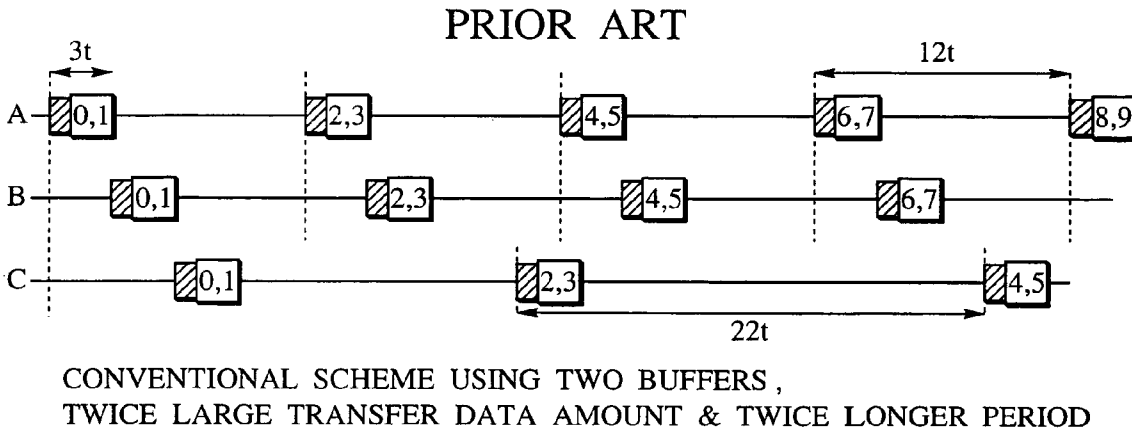 PRIOR ART
3t 12t
A 0,1 2,3 4,5 6,7 8,9
B 0,1 2,3 4,5 6,7
C 0,1 2,3 4,5
22t
CONVENTIONAL SCHEME USING TWO BUFFERS ,
TWICE LARGE TRANSFER DATA AMOUNT & TWICE LONGER PERIOD